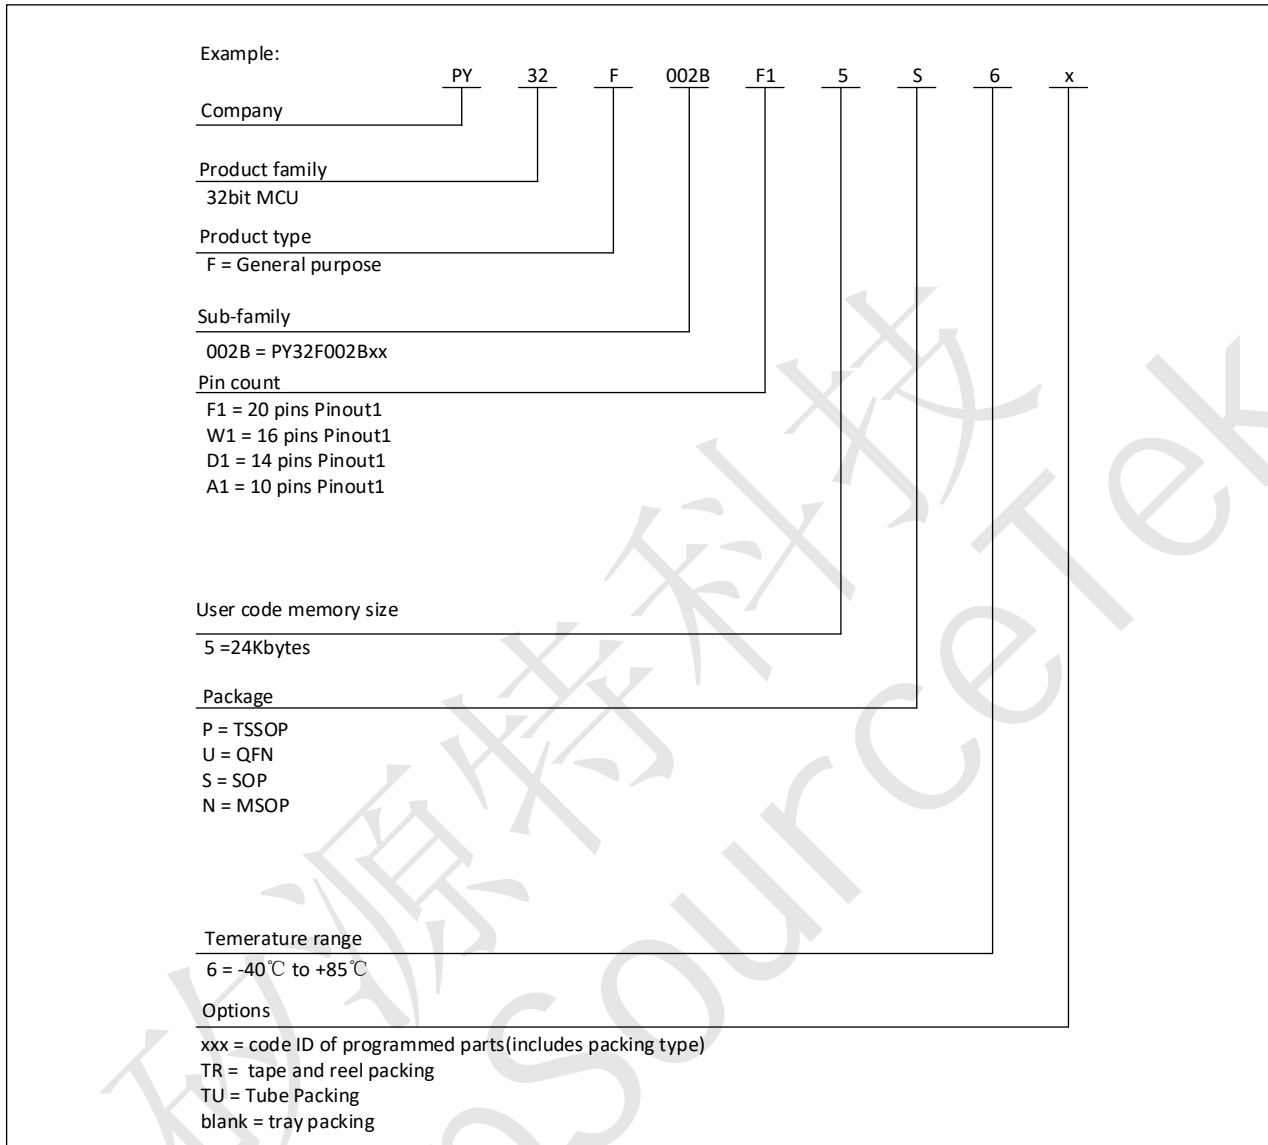 Example:
PY 32 F 002B F1 5 S 6 x
Company
Product family
32bit MCU
Product type
F = General purpose
Sub-family
002B = PY32F002Bxx
Pin count
F1 = 20 pins Pinout1
W1 = 16 pins Pinout1
D1 = 14 pins Pinout1
A1 = 10 pins Pinout1
User code memory size
5 =24Kbytes
Package
P = TSSOP
U = QFN
S = SOP
N = MSOP
Temerature range
6 = -40℃ to +85℃
Options
xxx = code ID of programmed parts(includes packing type)
TR = tape and reel packing
TU = Tube Packing
blank = tray packing
矽源特科技
SourceTek